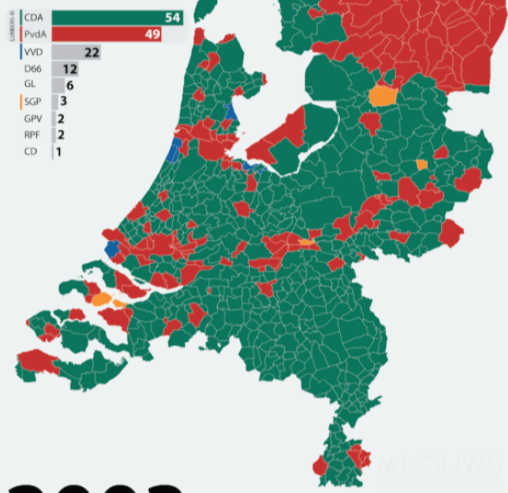 CDA 54
PvdA 49
VVD 22
D66 12
GL 6
SGP 3
GPV 2
RPF 2
CD 1